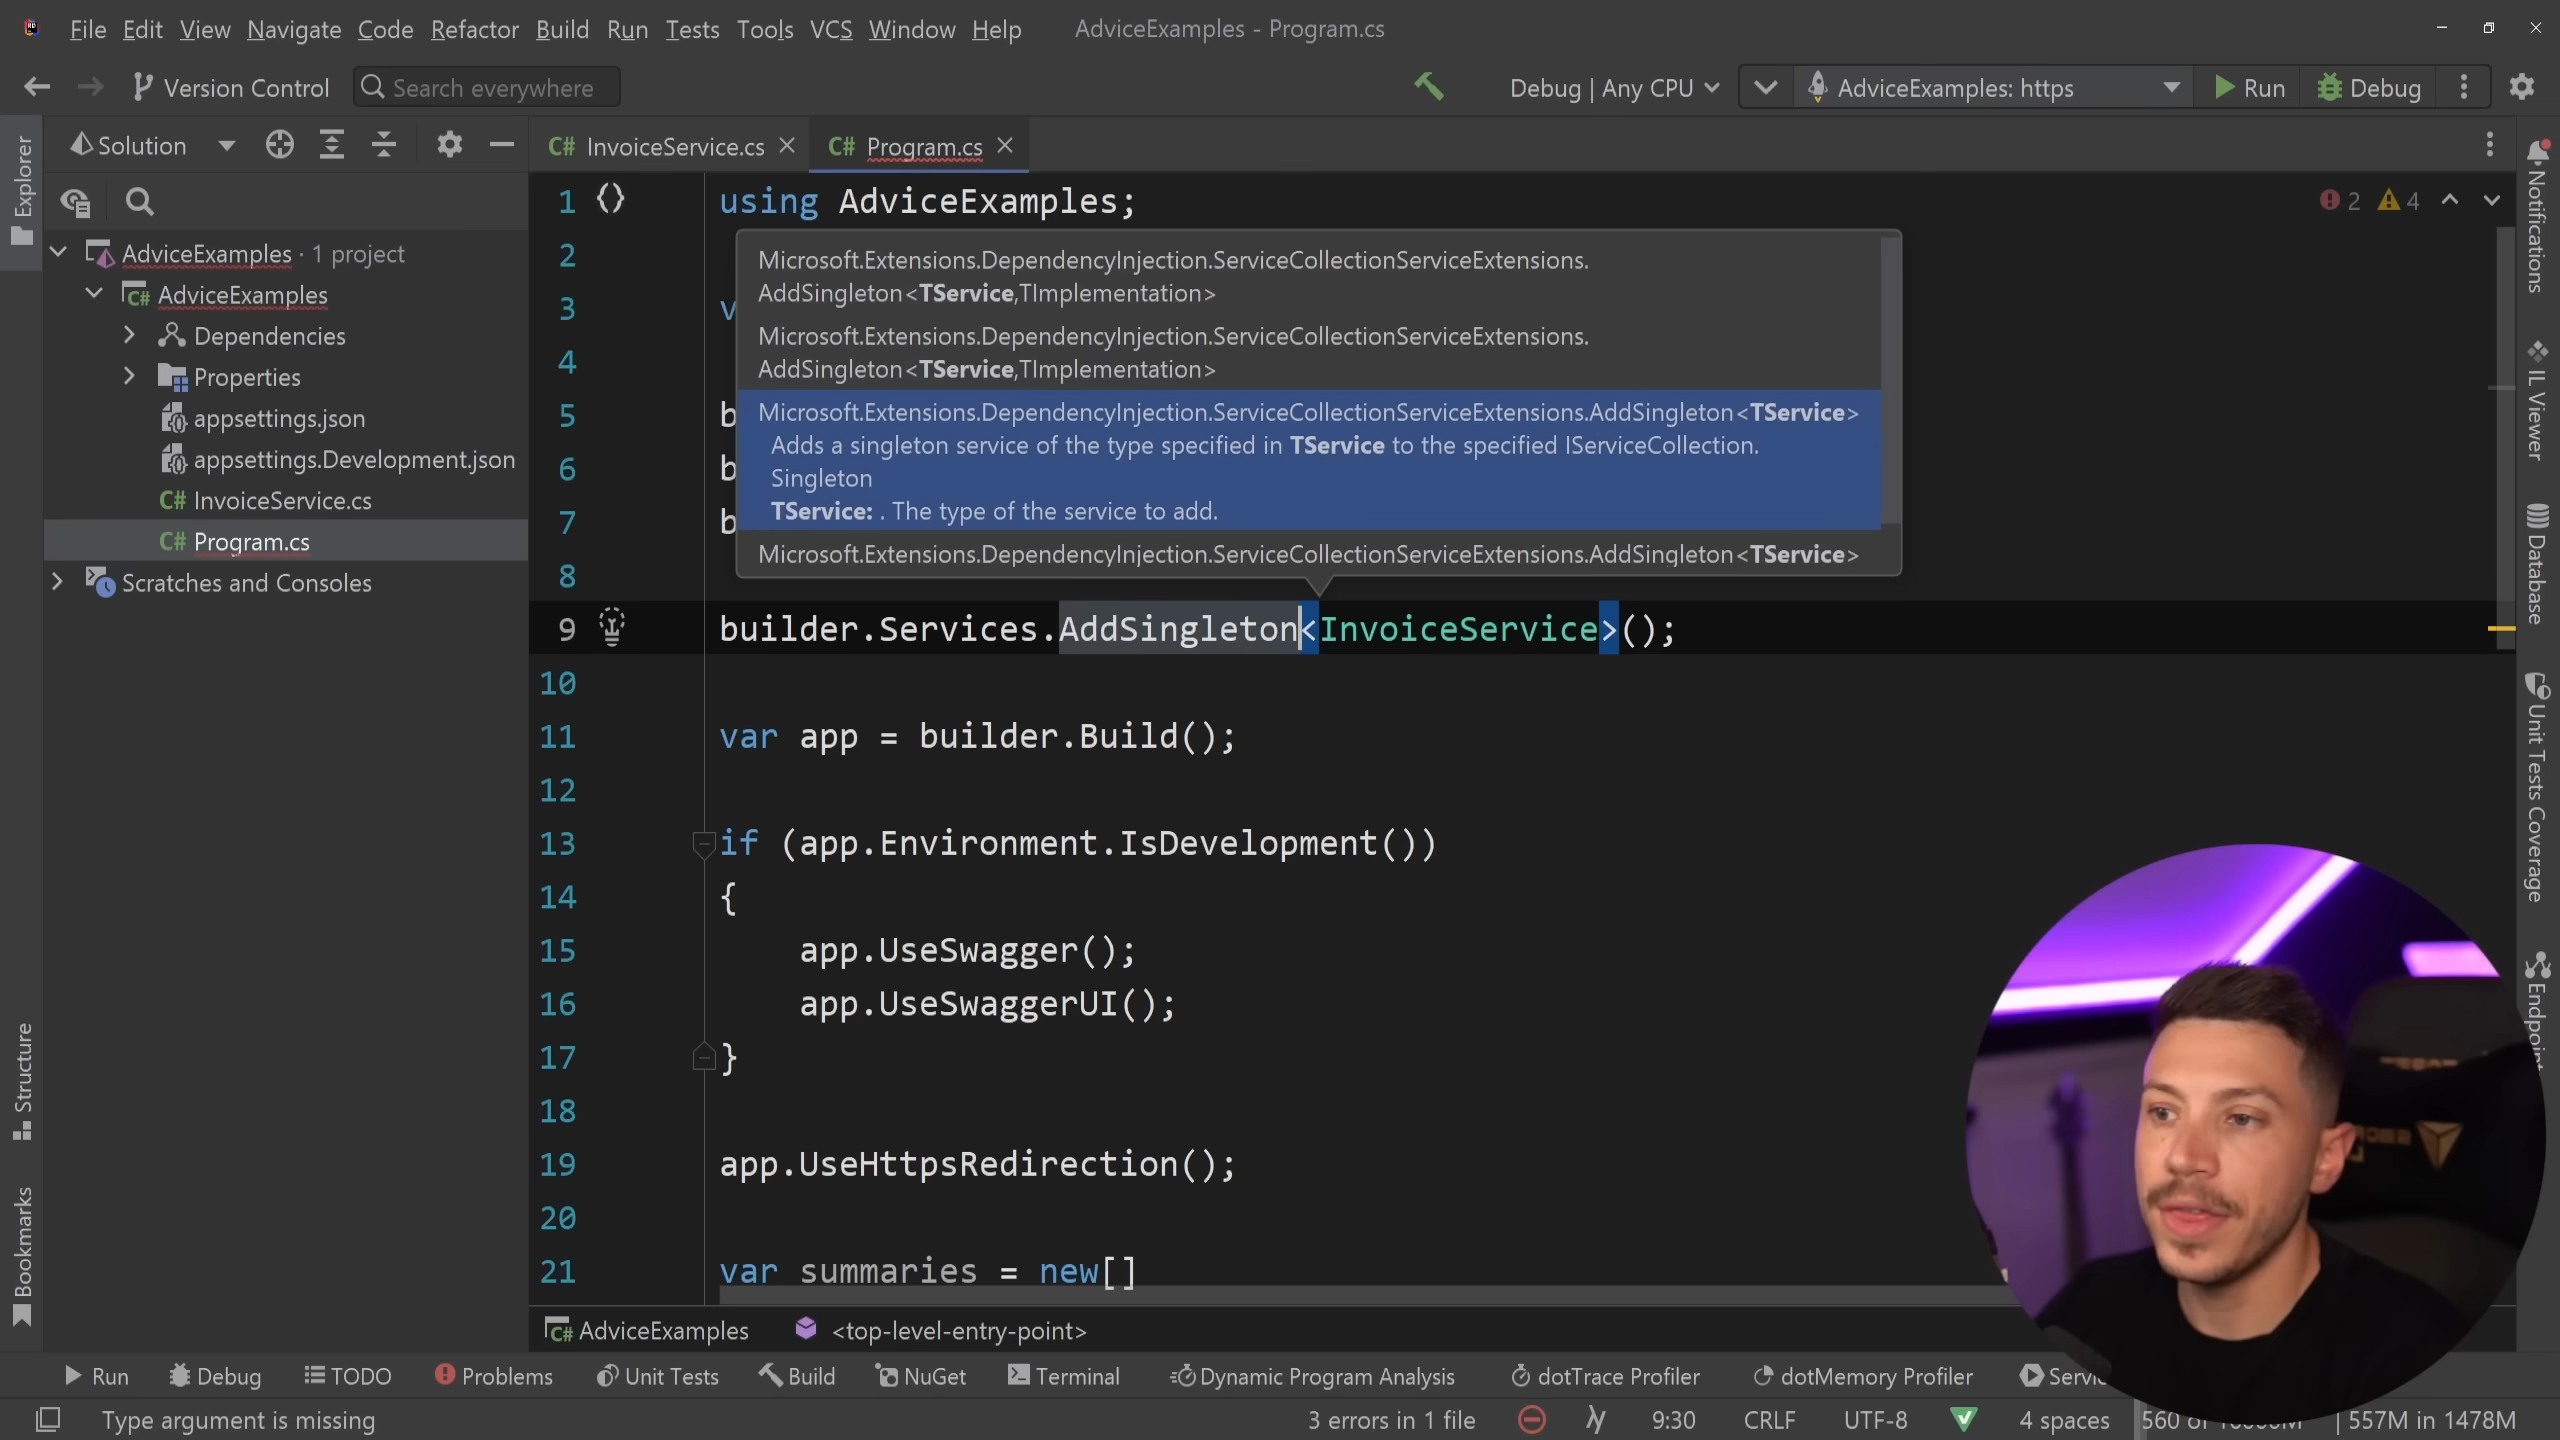 File Edit View Navigate Code Refactor Build Run Tests Tools VCS Window Help AdviceExamples - Program.cs
Version Control Search everywhere Debug | Any CPU AdviceExamples: https Run Debug
Explorer
Solution
C# InvoiceService.cs C# Program.cs
AdviceExamples · 1 project
C# AdviceExamples
Dependencies
Properties
appsettings.json
appsettings.Development.json
C# InvoiceService.cs
C# Program.cs
Scratches and Consoles
Structure
Bookmarks
2 4
1 using AdviceExamples;
2
Microsoft.Extensions.DependencyInjection.ServiceCollectionServiceExtensions.
AddSingleton<TService,TImplementation>
3 v
Microsoft.Extensions.DependencyInjection.ServiceCollectionServiceExtensions.
AddSingleton<TService,TImplementation>
4
5 b
Microsoft.Extensions.DependencyInjection.ServiceCollectionServiceExtensions.AddSingleton<TService>
Adds a singleton service of the type specified in TService to the specified IServiceCollection.
6 b
Singleton
TService: . The type of the service to add.
7 b
Microsoft.Extensions.DependencyInjection.ServiceCollectionServiceExtensions.AddSingleton<TService>
8
9 builder.Services.AddSingleton<InvoiceService>();
10
11 var app = builder.Build();
12
13 if (app.Environment.IsDevelopment())
14 {
15 app.UseSwagger();
16 app.UseSwaggerUI();
17 }
18
19 app.UseHttpsRedirection();
20
21 var summaries = new[]
Notifications
IL Viewer
Database
Unit Tests Coverage
C# AdviceExamples <top-level-entry-point>
Run Debug TODO Problems Unit Tests Build NuGet Terminal Dynamic Program Analysis dotTrace Profiler dotMemory Profiler
Type argument is missing 3 errors in 1 file 9:30 CRLF UTF-8 4 spaces 557M in 1478M